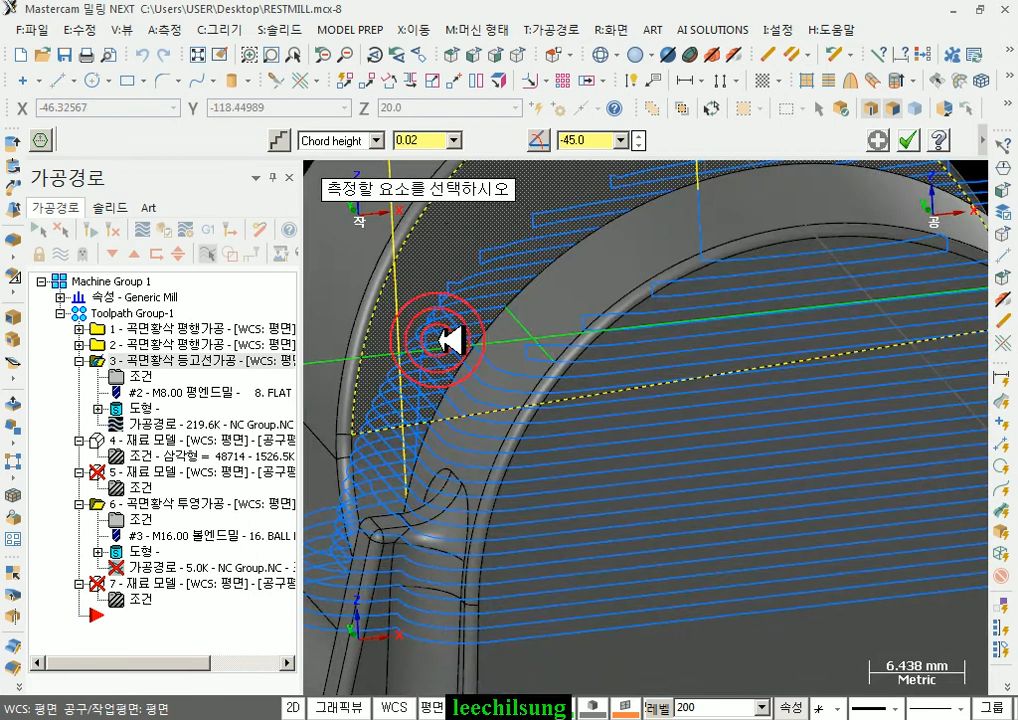 Mastercam 밀링 NEXT - C:\Users\USER\Desktop\RESTMILL.mcx-8
F:파일 E:수정 V:뷰 A:측정 C:그리기 S:솔리드 MODEL PREP X:이동 M:머신 형태 T:가공경로 R:화면 ART AI SOLUTIONS I:설정 H:도움말
X -46.32567 Y -118.44989 Z 20.0
Chord height 0.02 -45.0
가공경로
측정할 요소를 선택하시오
가공경로 솔리드 Art
Z X Y 작
Z X Y 공
G1
Machine Group 1
속성 - Generic Mill
Toolpath Group-1
1 - 곡면황삭 평행가공 - [WCS: 평면]
2 - 곡면황삭 평행가공 - [WCS: 평면]
3 - 곡면황삭 등고선가공 - [WCS: 평
조건
#2 - M8.00 평엔드밀 - 8. FLAT
도형 -
가공경로 - 219.6K - NC Group.NC
4 - 재료 모델 - [WCS: 평면] - [공구평
조건 - 삼각형 = 48714 - 1526.5K
5 - 재료 모델 - [WCS: 평면] - [공구평
조건
6 - 곡면황삭 투영가공 - [WCS: 평면]
조건
#3 - M16.00 볼엔드밀 - 16. BALL
도형 -
가공경로 - 5.0K - NC Group.NC -
7 - 재료 모델 - [WCS: 평면] - [공구평
조건
Z Y X
6.438 mm
Metric
WCS: 평면 공구/작업평면: 평면 2D 그래픽뷰 WCS 평면 leechilsung 레벨 200 속성 그룹